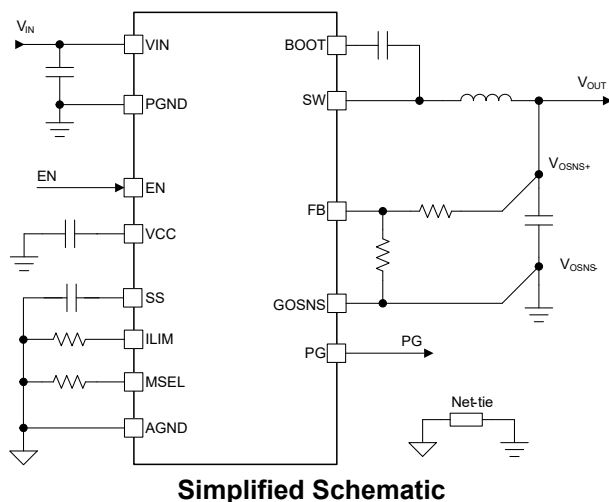 VIN
VIN
BOOT
SW
VOUT
PGND
VOSNS+
EN
EN
FB
VCC
VOSNS-
SS
GOSNS
ILIM
PG
PG
MSEL
Net-tie
AGND
Simplified Schematic